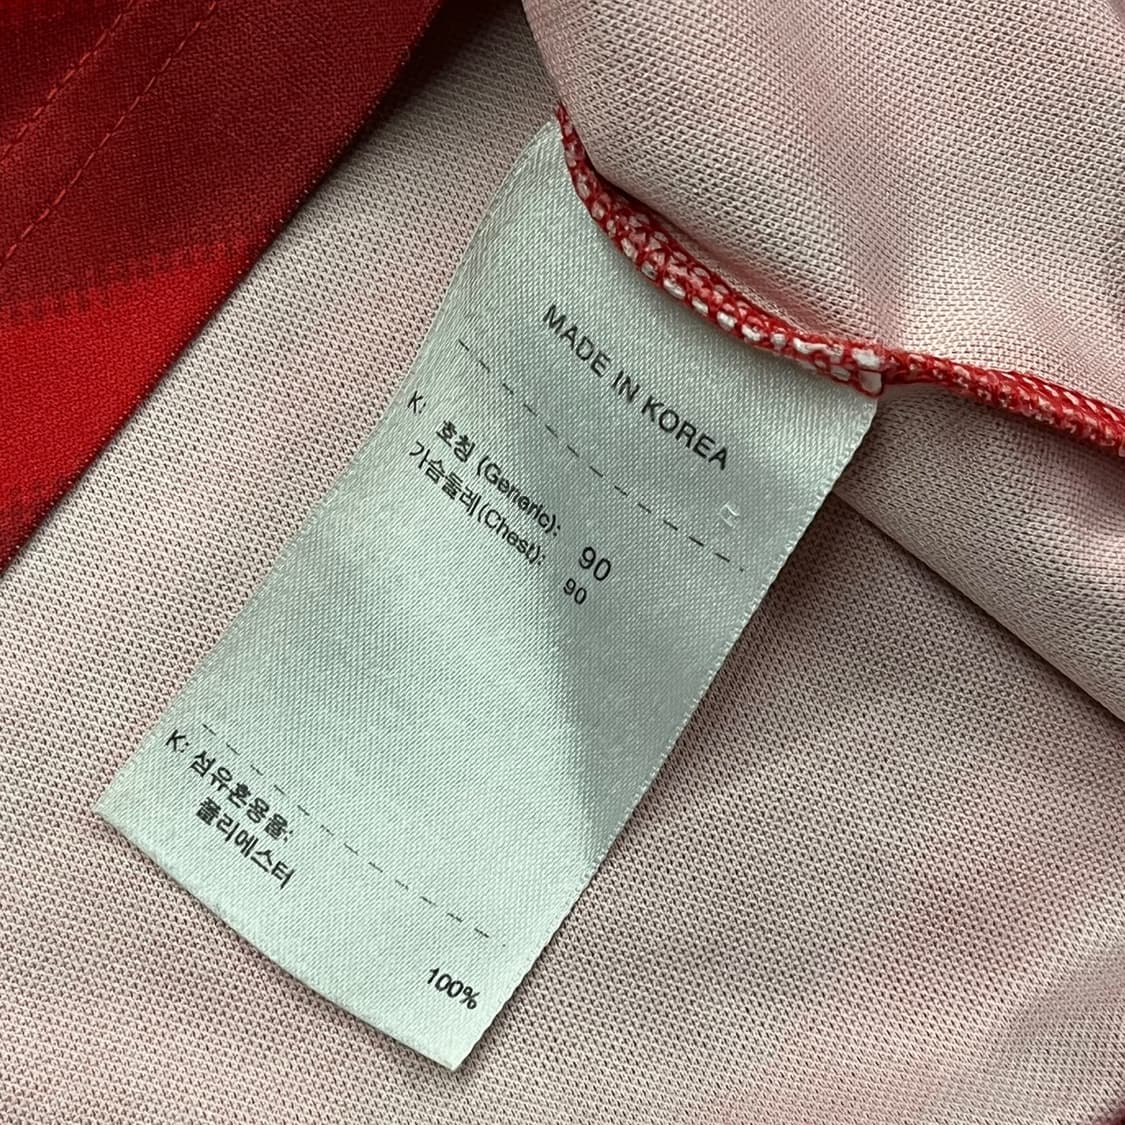 MADE IN KOREA
K: 호칭 (Generic): 90
가슴둘레(Chest): 90
K: 섬유혼용율:
폴리에스터
100%